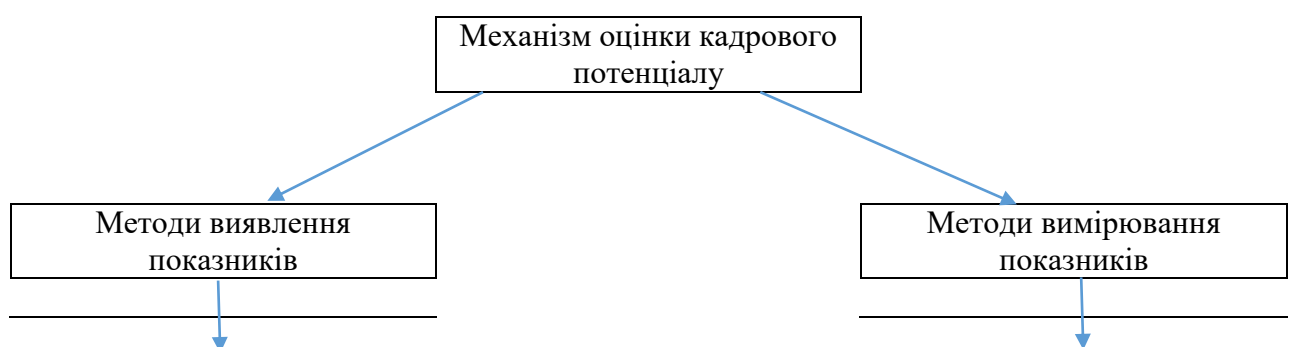 Механізм оцінки кадрового
потенціалу
Методи виявлення
показників
Методи вимірювання
показників